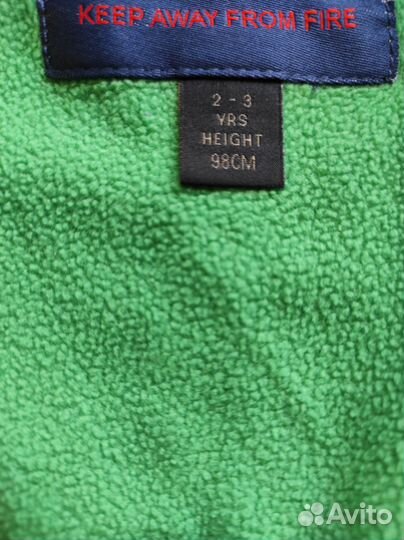 KEEP AWAY FROM FIRE
2 - 3
YRS
HEIGHT
98CM
Avito